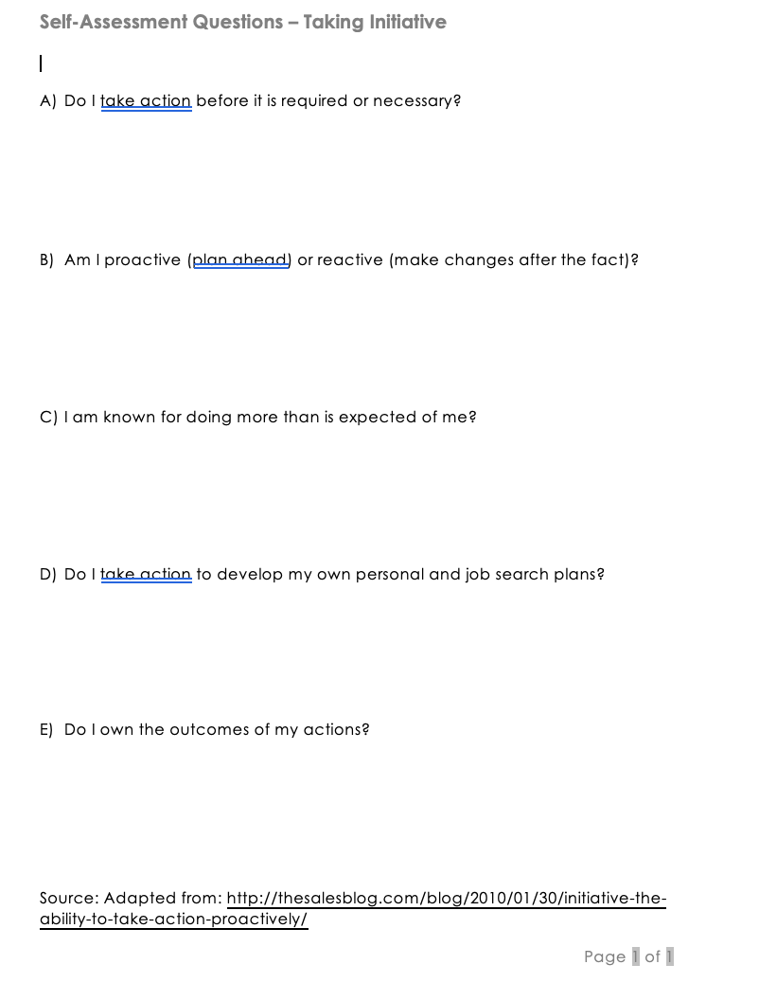 Self-Assessment Questions – Taking Initiative
A) Do I take action before it is required or necessary?
B) Am I proactive (plan ahead) or reactive (make changes after the fact)?
C) I am known for doing more than is expected of me?
D) Do I take action to develop my own personal and job search plans?
E) Do I own the outcomes of my actions?
Source: Adapted from: http://thesalesblog.com/blog/2010/01/30/initiative-the-
ability-to-take-action-proactively/
Page 1 of 1